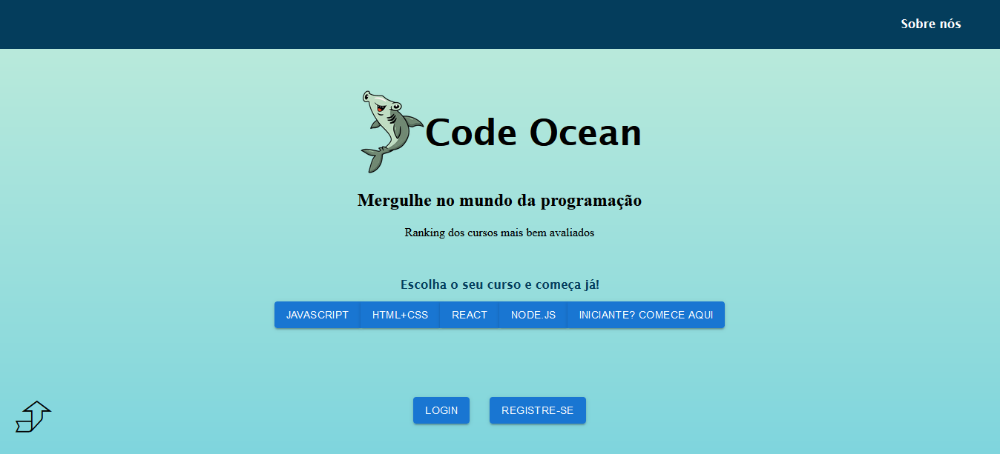 Sobre nós
Code Ocean
Mergulhe no mundo da programação
Ranking dos cursos mais bem avaliados
Escolha o seu curso e começa já!
JAVASCRIPT HTML+CSS REACT NODE.JS INICIANTE? COMECE AQUI
LOGIN REGISTRE-SE